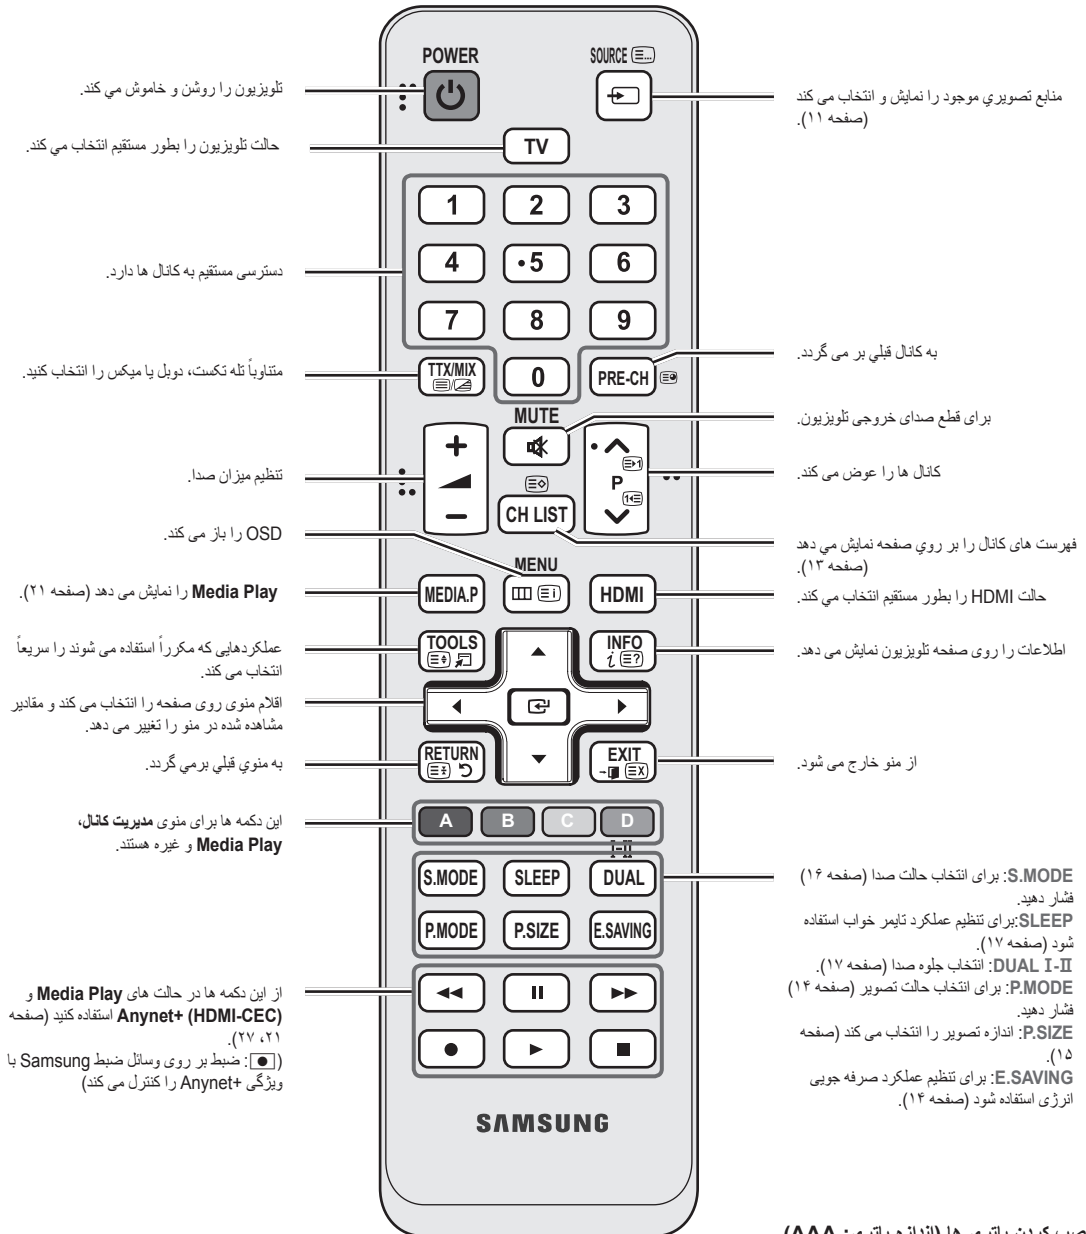 POWER
SOURCE
تلويزيون را روشن و خاموش مي کند.
منابع تصويري موجود را نمايش و انتخاب می کند
(صفحه ۱۱).
TV
حالت تلويزيون را بطور مستقيم انتخاب مي کند.
1 2 3
4 5 6
7 8 9
0
دسترسی مستقيم به کانال ها دارد.
TTX/MIX
PRE-CH
به کانال قبلي بر می گردد.
متناوباً تله تکست، دوبل يا ميکس را انتخاب کنيد.
MUTE
برای قطع صدای خروجی تلويزيون.
P
کانال ها را عوض می کند.
تنظيم ميزان صدا.
CH LIST
فهرست های کانال را بر روي صفحه نمايش مي دهد
(صفحه ۱۳).
OSD را باز می کند.
MENU
MEDIA.P
HDMI
Media Play را نمايش می دهد (صفحه ۲۱).
حالت HDMI را بطور مستقيم انتخاب مي کند.
TOOLS
INFO
عملکردهايی که مکرراً استفاده می شوند را سريعاً
انتخاب می کند.
اطلاعات را روی صفحه تلويزيون نمايش می دهد.
اقلام منوی روی صفحه را انتخاب می کند و مقادير
مشاهده شده در منو را تغيير می دهد.
RETURN
EXIT
به منوي قبلي برمي گردد.
از منو خارج می شود.
A B C D
اين دکمه ها برای منوی مديريت کانال،
Media Play و غيره هستند.
I-II
S.MODE SLEEP DUAL
P.MODE P.SIZE E.SAVING
S.MODE: برای انتخاب حالت صدا (صفحه ۱۶)
فشار دهيد.
SLEEP:برای تنظيم عملکرد تايمر خواب استفاده
شود (صفحه ۱۷).
DUAL I-II: انتخاب جلوه صدا (صفحه ۱۷).
P.MODE: برای انتخاب حالت تصوير (صفحه ۱۴)
فشار دهيد.
P.SIZE: اندازه تصوير را انتخاب می کند (صفحه
۱۵).
E.SAVING: برای تنظيم عملکرد صرفه جويی
انرژی استفاده شود (صفحه ۱۴).
از اين دکمه ها در حالت های Media Play و
Anynet+ (HDMI-CEC) استفاده کنيد (صفحه
۲۱، ۲۷).
(: ضبط بر روی وسائل ضبط Samsung با
ويژگی Anynet+ را کنترل می کند)
SAMSUNG